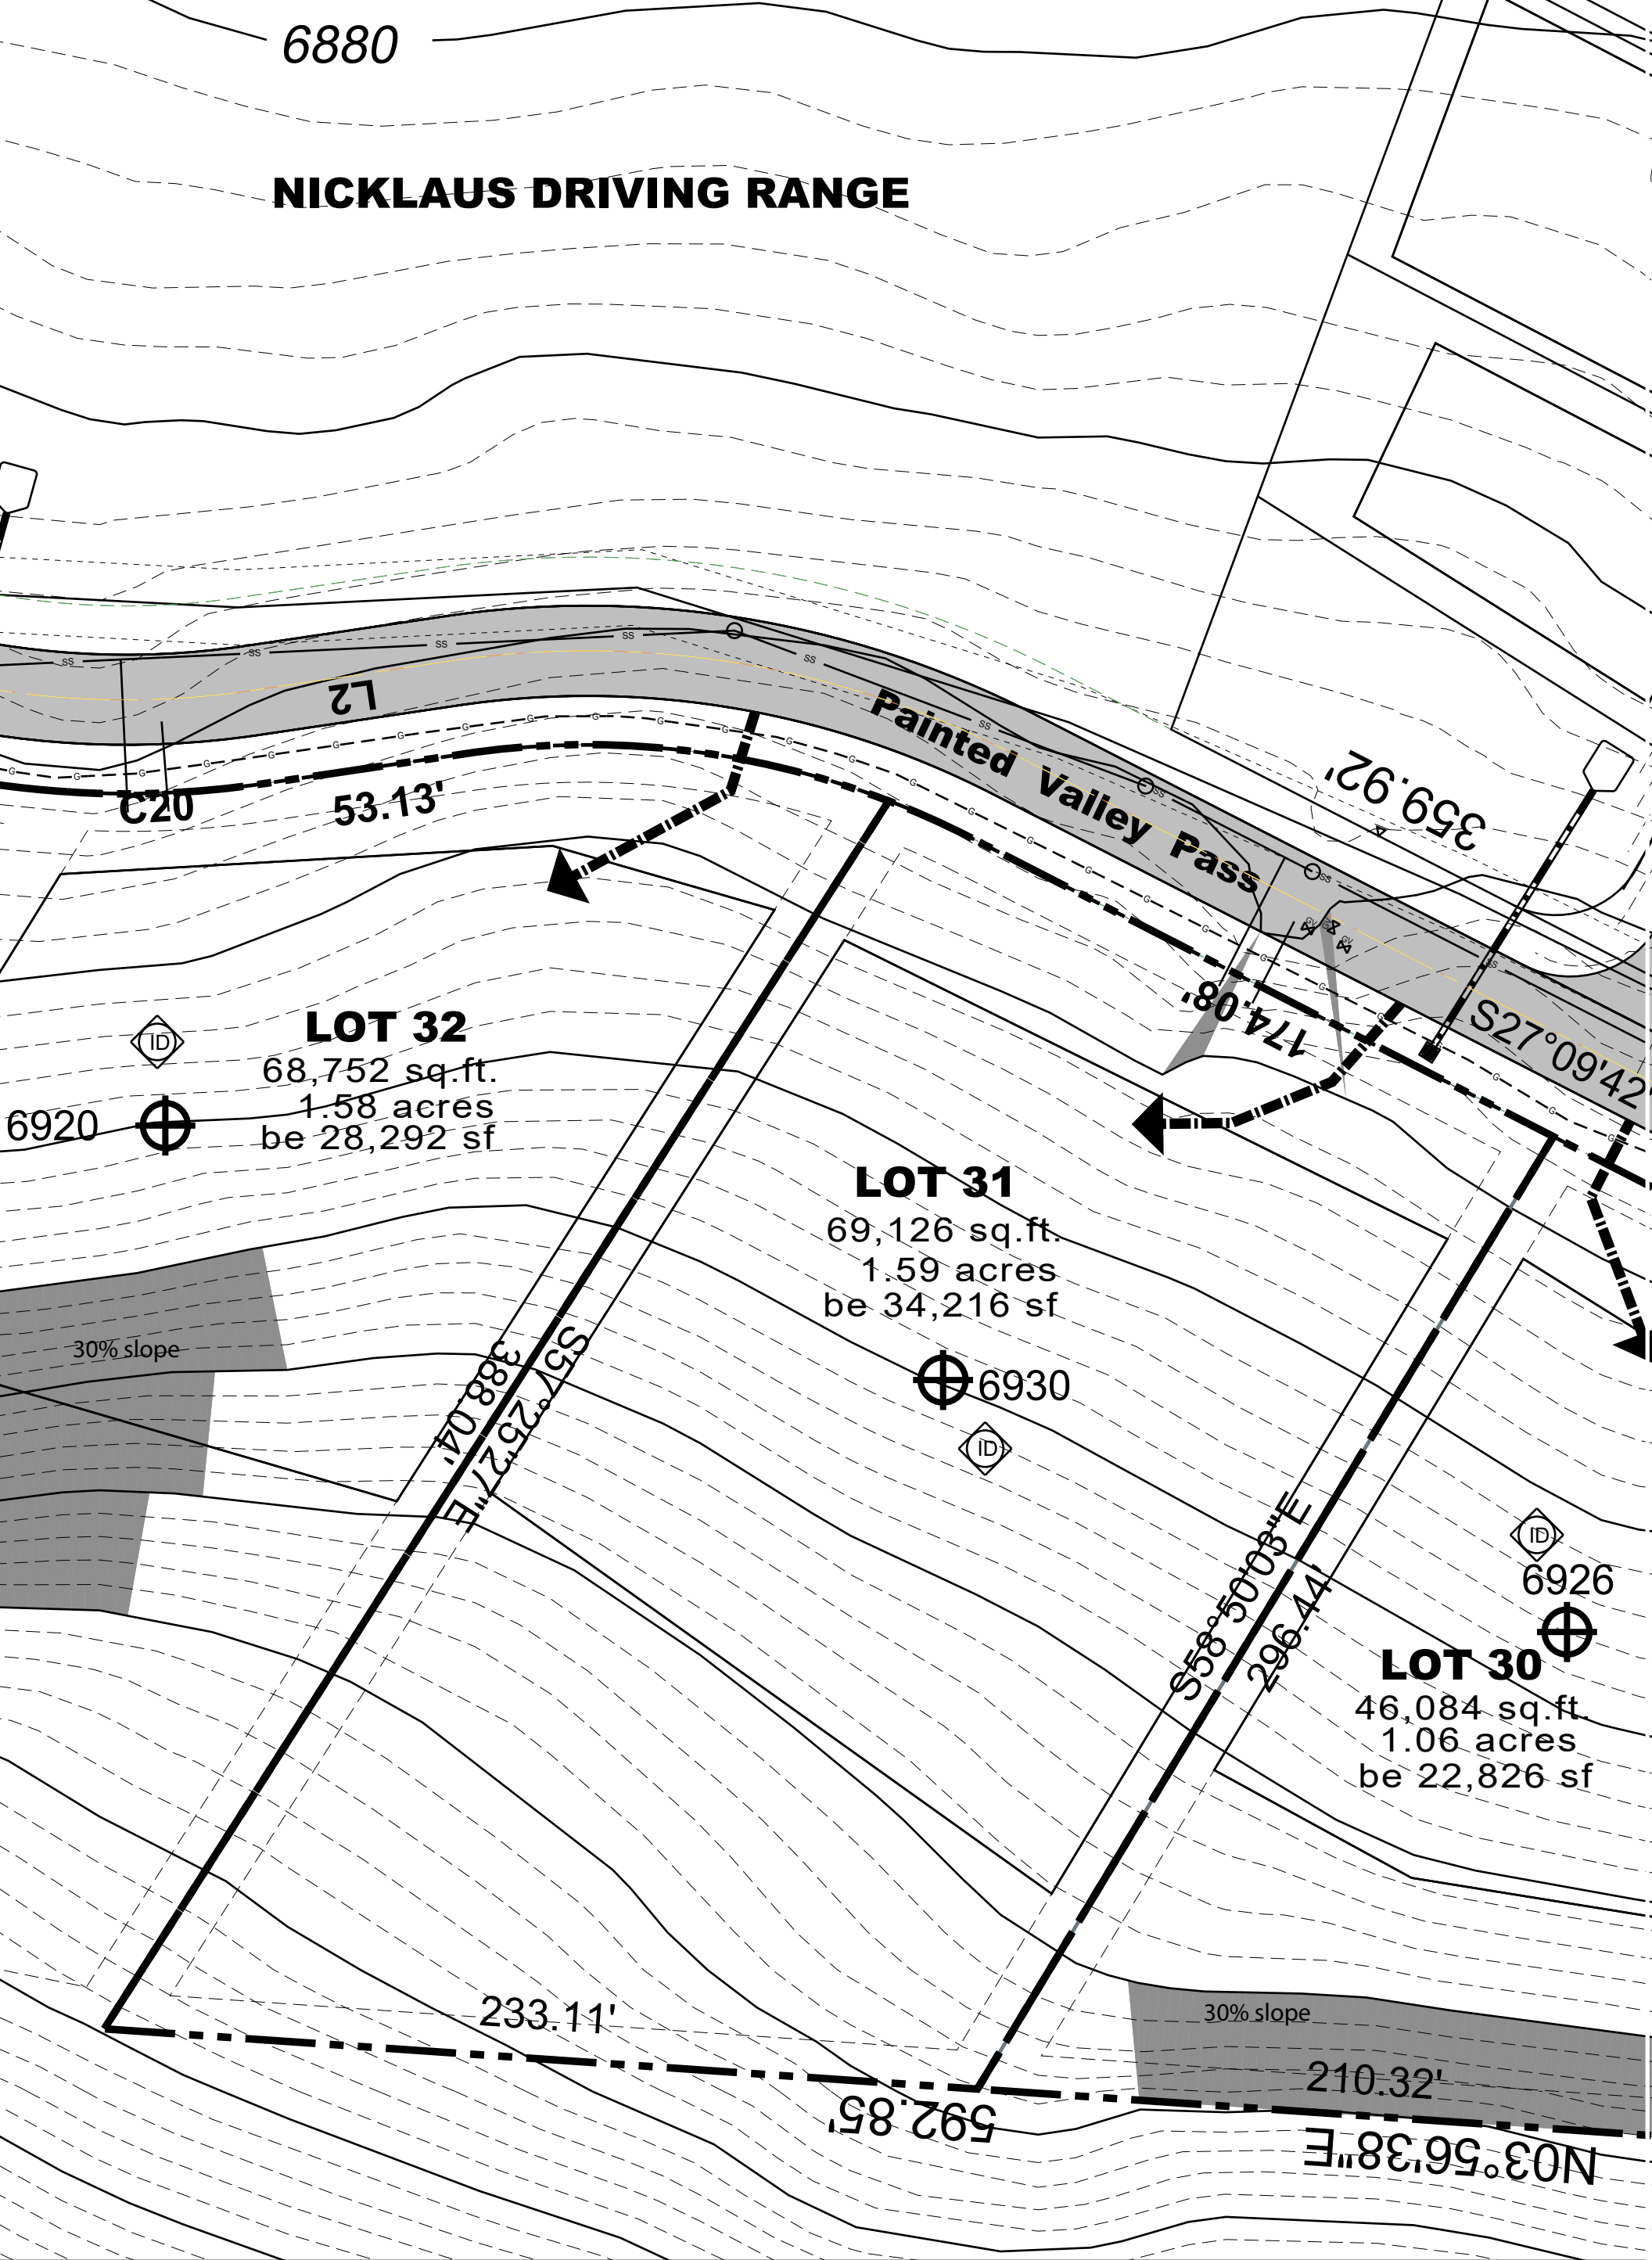 6880
NICKLAUS DRIVING RANGE
L2
Painted Valley Pass
C20
53.13'
359.92'
174.08'
S27°09'42"
LOT 32
68,752 sq.ft.
1.58 acres
be 28,292 sf
ID
6920
LOT 31
69,126 sq.ft.
1.59 acres
be 34,216 sf
6930
ID
30% slope
388.04'
S57°25'27"E
S58°50'03"E
296.44'
ID
6926
LOT 30
46,084 sq.ft.
1.06 acres
be 22,826 sf
30% slope
233.11'
210.32'
592.85'
N03°56'38"E